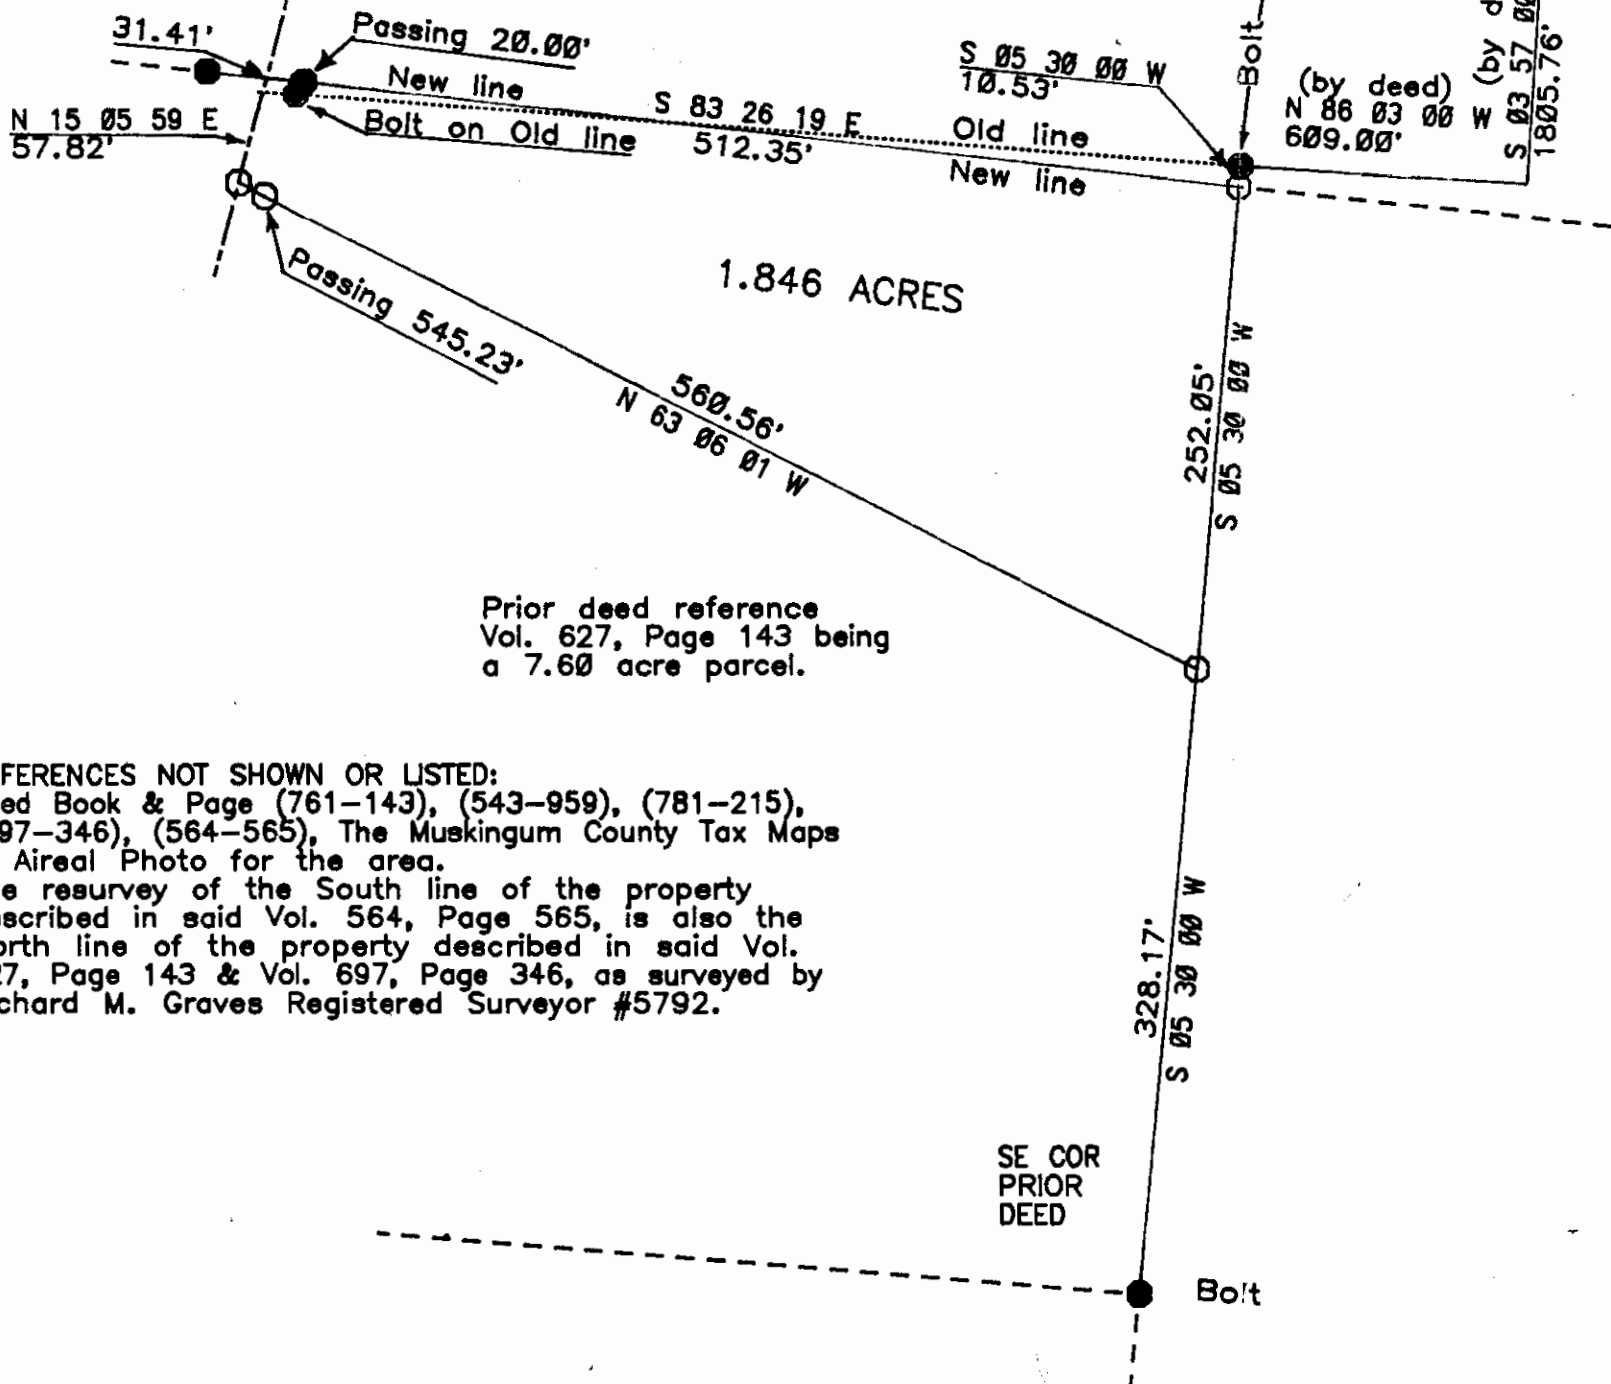 31.41'
Passing 20.00'
New line
S 83 26 19 E
512.35'
Bolt on Old line
N 15 05 59 E
57.82'
S 05 30 00 W
10.53'
Bolt
(by deed)
N 86 03 00 W
609.00'
S 03 57 00 (by d
1805.76'
Old line
New line
1.846 ACRES
Passing 545.23'
560.56'
N 63 06 01 W
252.05'
S 05 30 00 W
Prior deed reference
Vol. 627, Page 143 being
a 7.60 acre parcel.
FERENCES NOT SHOWN OR LISTED:
ed Book & Page (761-143), (543-959), (781-215),
97-346), (564-565), The Muskingum County Tax Maps
Aireal Photo for the area.
e resurvey of the South line of the property
scribed in said Vol. 564, Page 565, is also the
orth line of the property described in said Vol.
27, Page 143 & Vol. 697, Page 346, as surveyed by
chard M. Graves Registered Surveyor #5792.
328.17'
S 05 30 00 W
SE COR
PRIOR
DEED
Bolt